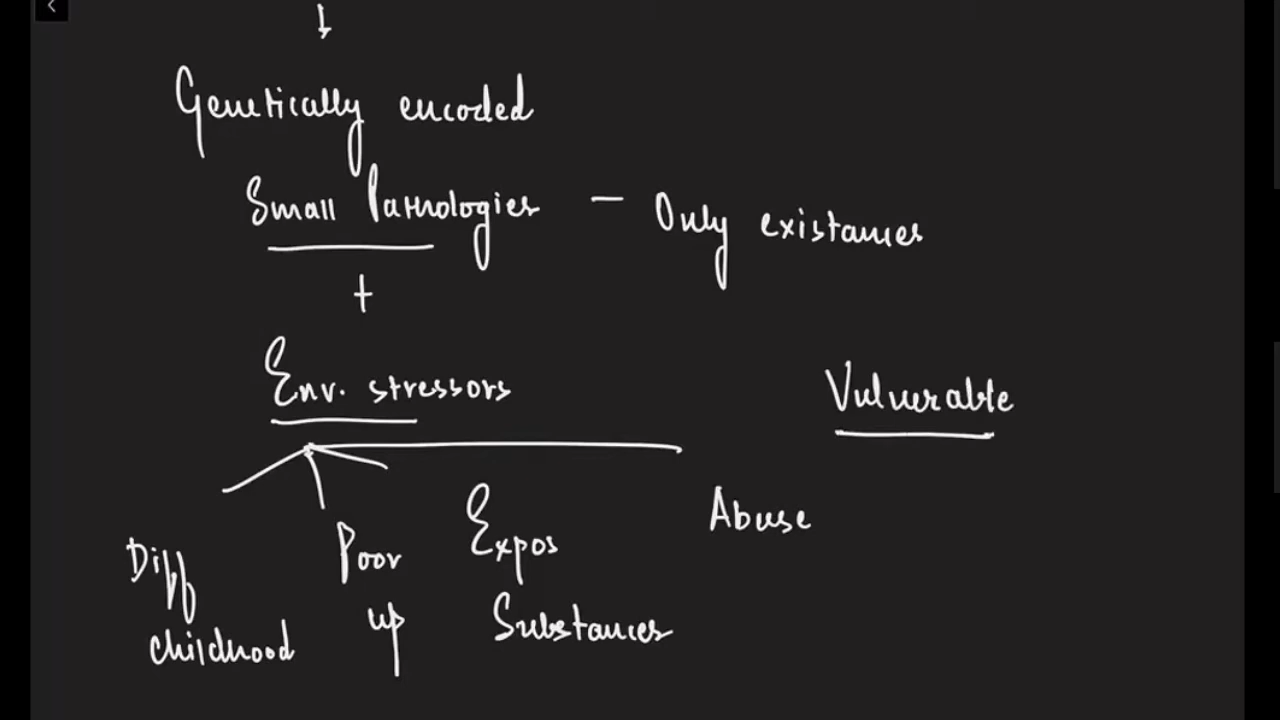 Genetically encoded
Small Pathologies - Only existances
+
Env. stressors
Vulnerable
Diff childhood
Poor up
Expos Substances
Abuse